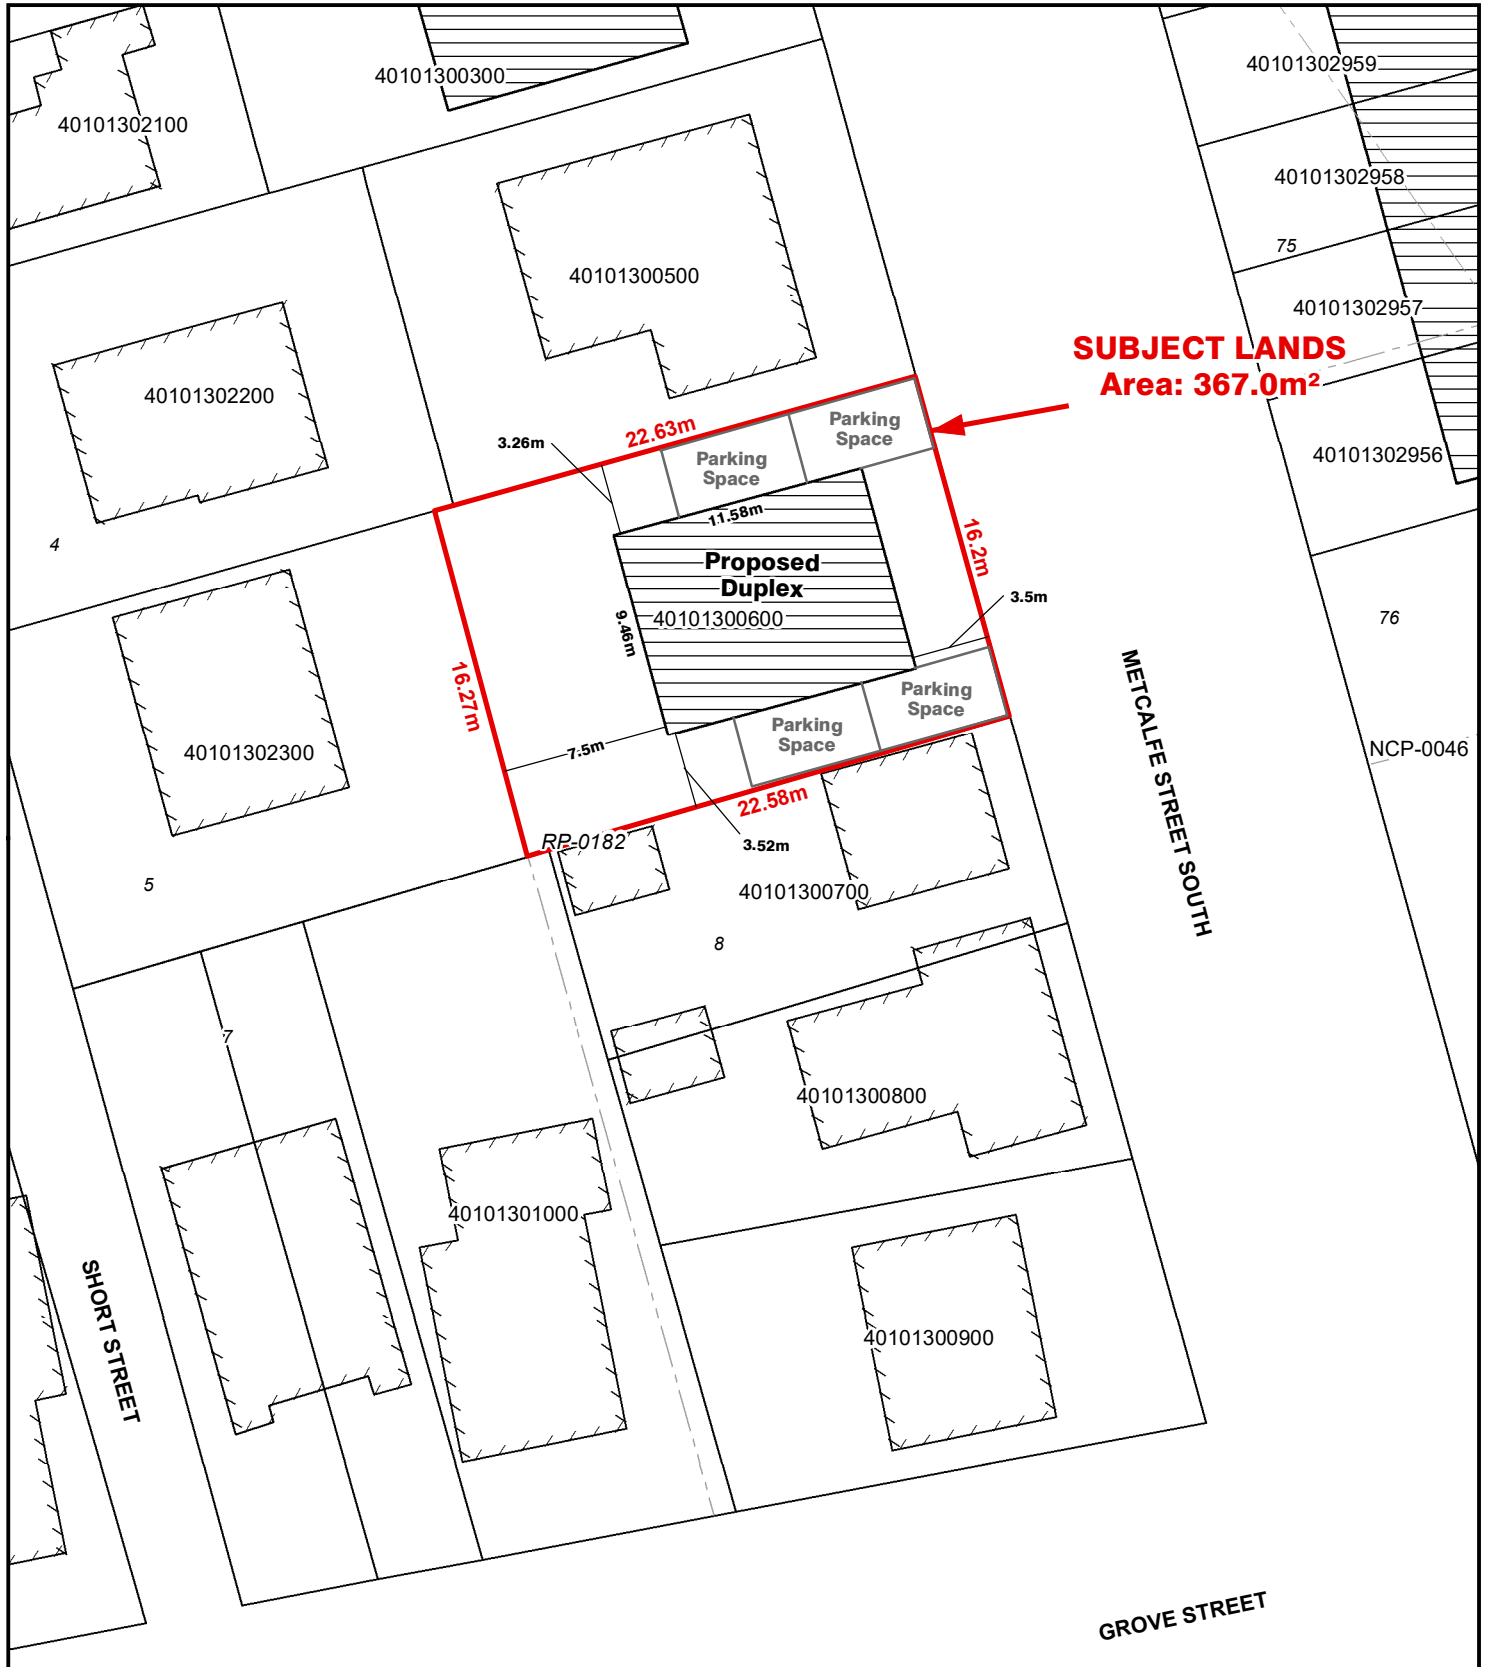 40101300300
40101302959
40101302100
40101302958
75
40101300500
40101302957
SUBJECT LANDS
Area: 367.0m²
40101302200
22.63m
3.26m
Parking
Space
Parking
Space
40101302956
11.58m
16.2m
4
Proposed
Duplex
40101300600
9.46m
3.5m
76
16.27m
METCALFE STREET SOUTH
Parking
Space
Parking
Space
40101302300
7.5m
NCP-0046
22.58m
RP-0182
3.52m
5
40101300700
8
7
40101300800
40101301000
SHORT STREET
40101300900
GROVE STREET